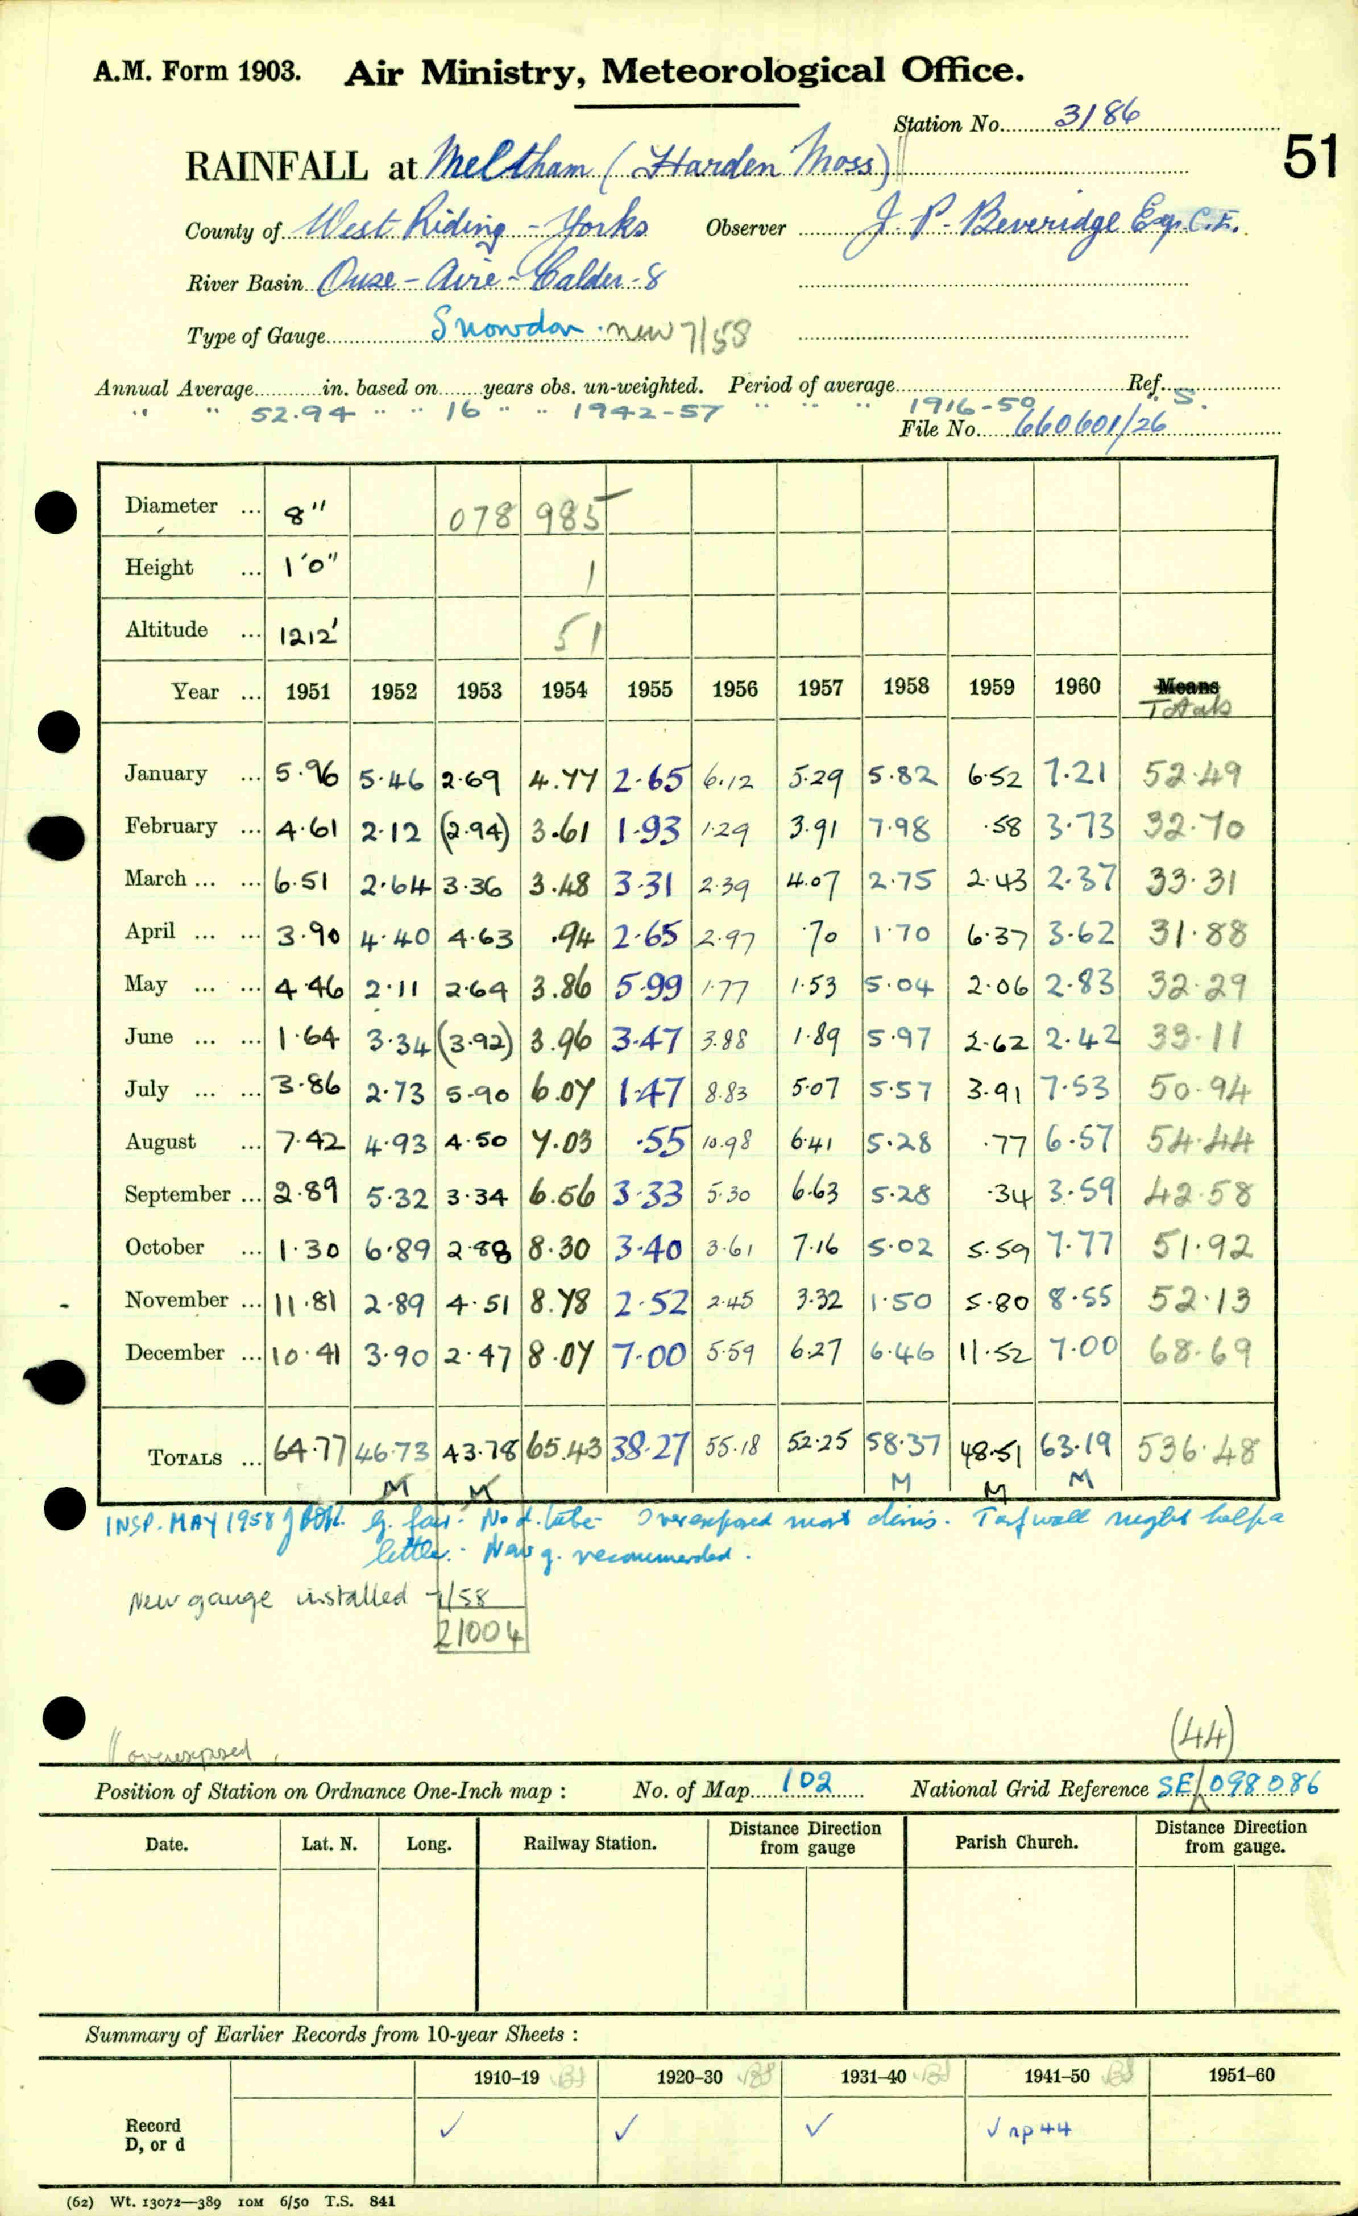 A.M. Form 1903. Air Ministry, Meteorological Office.
Station No. 3186
51
RAINFALL at Meltham (Harden Moss)
County of West Riding - Yorks Observer J. P. Beveridge Esq. C.E.
River Basin Ouse - Aire - Calder - 8
Type of Gauge Snowdon . new 7/58
Annual Average in. based on years obs. un-weighted. Period of average Ref.
" " 52.94 " " 16 " " 1942-57 " " " 1916-50 " S.
File No. 660601/26
Diameter ... 8" 078 985
Height ... 1'0" 1
Altitude ... 1212' 51
Year ... 1951 1952 1953 1954 1955 1956 1957 1958 1959 1960 Means
Totals
January ... 5.96 5.46 2.69 4.77 2.65 6.12 5.29 5.82 6.52 7.21 52.49
February ... 4.61 2.12 (2.94) 3.61 1.93 1.29 3.91 7.98 .58 3.73 32.70
March ... ... 6.51 2.64 3.36 3.48 3.31 2.39 4.07 2.75 2.43 2.37 33.31
April ... ... 3.90 4.40 4.63 .94 2.65 2.97 .70 1.70 6.37 3.62 31.88
May ... ... 4.46 2.11 2.64 3.86 5.99 1.77 1.53 5.04 2.06 2.83 32.29
June ... ... 1.64 3.34 (3.92) 3.96 3.47 3.88 1.89 5.97 2.62 2.42 33.11
July ... ... 3.86 2.73 5.90 6.07 1.47 8.83 5.07 5.57 3.91 7.53 50.94
August ... 7.42 4.93 4.50 7.03 .55 10.98 6.41 5.28 .77 6.57 54.44
September ... 2.89 5.32 3.34 6.56 3.33 5.30 6.63 5.28 .34 3.59 42.58
October ... 1.30 6.89 2.88 8.30 3.40 3.61 7.16 5.02 5.59 7.77 51.92
November ... 11.81 2.89 4.51 8.78 2.52 2.45 3.32 1.50 5.80 8.55 52.13
December ... 10.41 3.90 2.47 8.07 7.00 5.59 6.27 6.46 11.52 7.00 68.69
TOTALS ... 64.77 46.73 43.78 65.43 38.27 55.18 52.25 58.37 48.51 63.19 536.48
M M M M M
INSP. MAY 1958 g. fair. No d. tube. Overexposed most dirns. Turf wall might help a
little. New g. recommended.
New gauge installed 7/58
21004
(44)
" overexposed.
Position of Station on Ordnance One-Inch map : No. of Map 102 National Grid Reference SE 098086
Date. Lat. N. Long. Railway Station. Distance Direction from gauge Parish Church. Distance Direction from gauge.
Summary of Earlier Records from 10-year Sheets :
1910–19 1920–30 1931–40 1941–50 1951–60
Record
D, or d ✓ ✓ ✓ ✓ np 44
(62) Wt. 13072—389 10M 6/50 T.S. 841